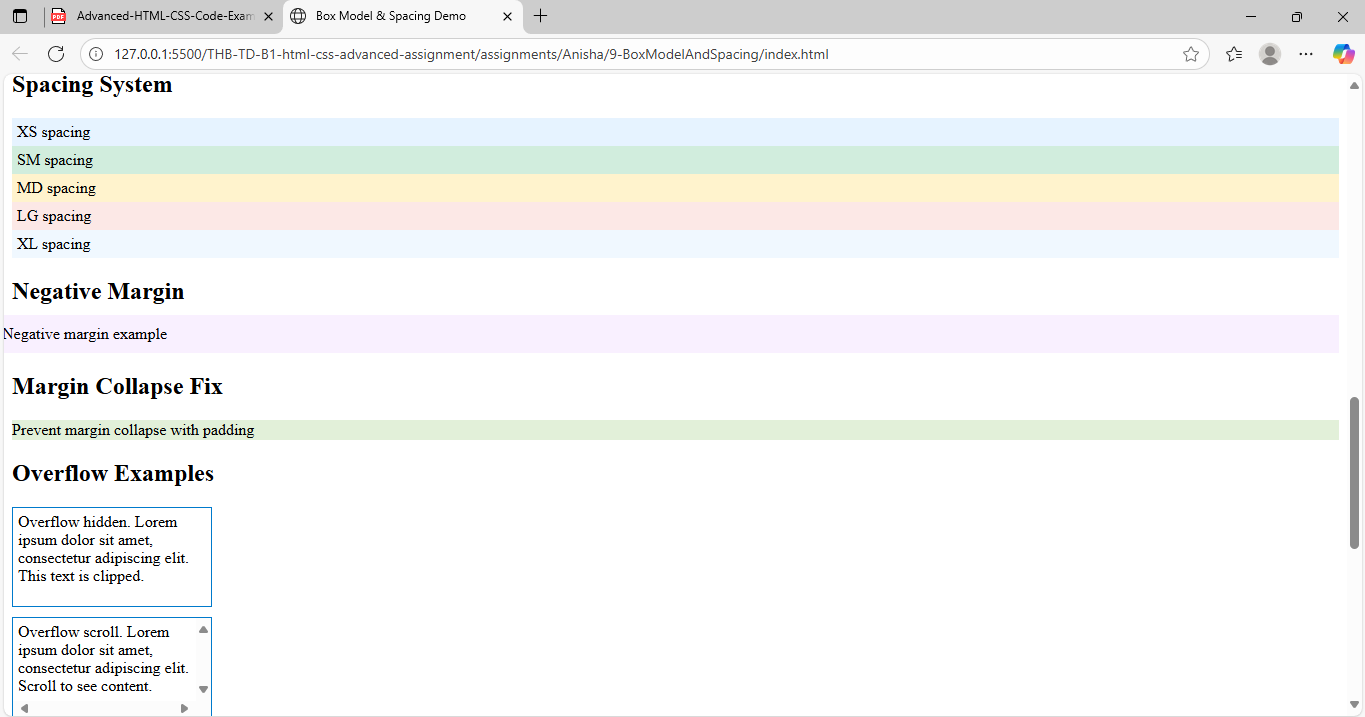 Advanced-HTML-CSS-Code-Exam
Box Model & Spacing Demo
127.0.0.1:5500/THB-TD-B1-html-css-advanced-assignment/assignments/Anisha/9-BoxModelAndSpacing/index.html
Spacing System
XS spacing
SM spacing
MD spacing
LG spacing
XL spacing
Negative Margin
Negative margin example
Margin Collapse Fix
Prevent margin collapse with padding
Overflow Examples
Overflow hidden. Lorem
ipsum dolor sit amet,
consectetur adipiscing elit.
This text is clipped.
Overflow scroll. Lorem
ipsum dolor sit amet,
consectetur adipiscing elit.
Scroll to see content.